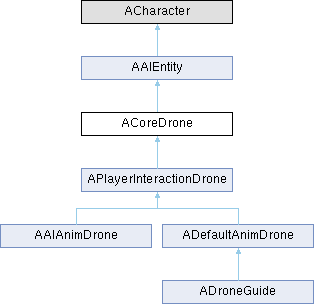 ACharacter
AAIEntity
ACoreDrone
APlayerInteractionDrone
AAIAnimDrone
ADefaultAnimDrone
ADroneGuide